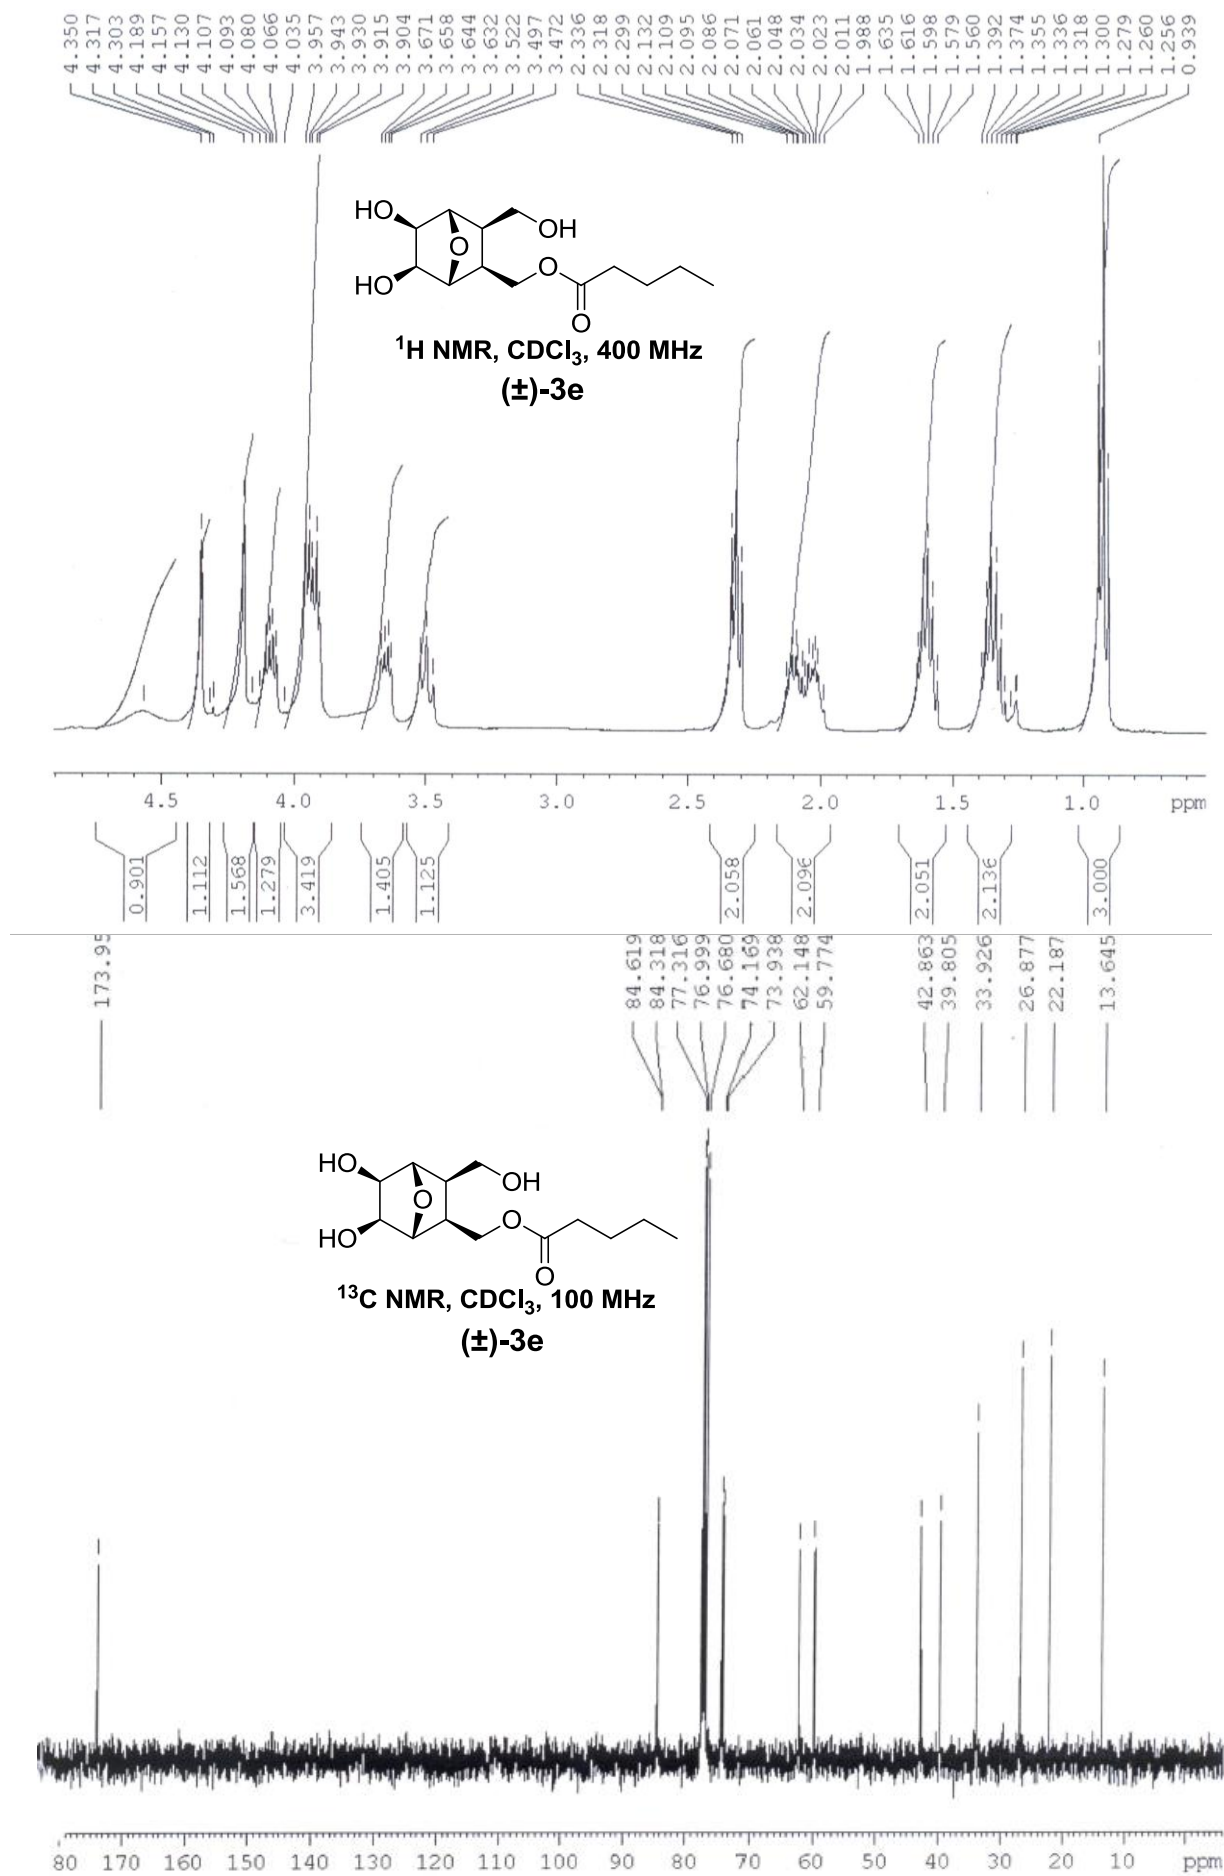 4.350 4.317 4.303 4.189 4.157 4.130 4.107 4.093 4.080 4.066 4.035 3.957 3.943 3.930 3.915 3.904 3.671 3.658 3.644 3.632 3.522 3.497 3.472 2.336 2.318 2.299 2.132 2.109 2.095 2.086 2.071 2.061 2.048 2.034 2.023 2.011 1.988 1.635 1.616 1.598 1.579 1.560 1.392 1.374 1.355 1.336 1.318 1.300 1.279 1.260 1.256 0.939
HO
OH
O
O
HO
O
¹H NMR, CDCl₃, 400 MHz
(±)-3e
4.5 4.0 3.5 3.0 2.5 2.0 1.5 1.0 ppm
0.901 1.112 1.568 1.279 3.419 1.405 1.125 2.058 2.096 2.051 2.136 3.000
173.95 84.619 84.318 77.316 76.999 76.680 74.169 73.938 62.148 59.774 42.863 39.805 33.926 26.877 22.187 13.645
HO
OH
O
O
HO
O
¹³C NMR, CDCl₃, 100 MHz
(±)-3e
80 170 160 150 140 130 120 110 100 90 80 70 60 50 40 30 20 10 ppm